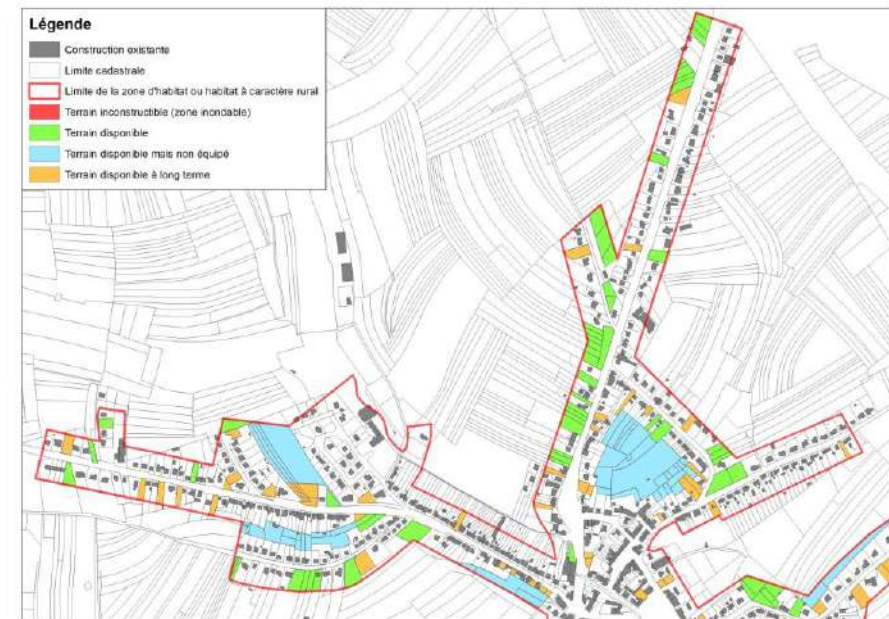 Légende
Construction existante
Limite cadastrale
Limite de la zone d'habitat ou habitat à caractère rural
Terrain inconstructible (zone inondable)
Terrain disponible
Terrain disponible mais non équipé
Terrain disponible à long terme